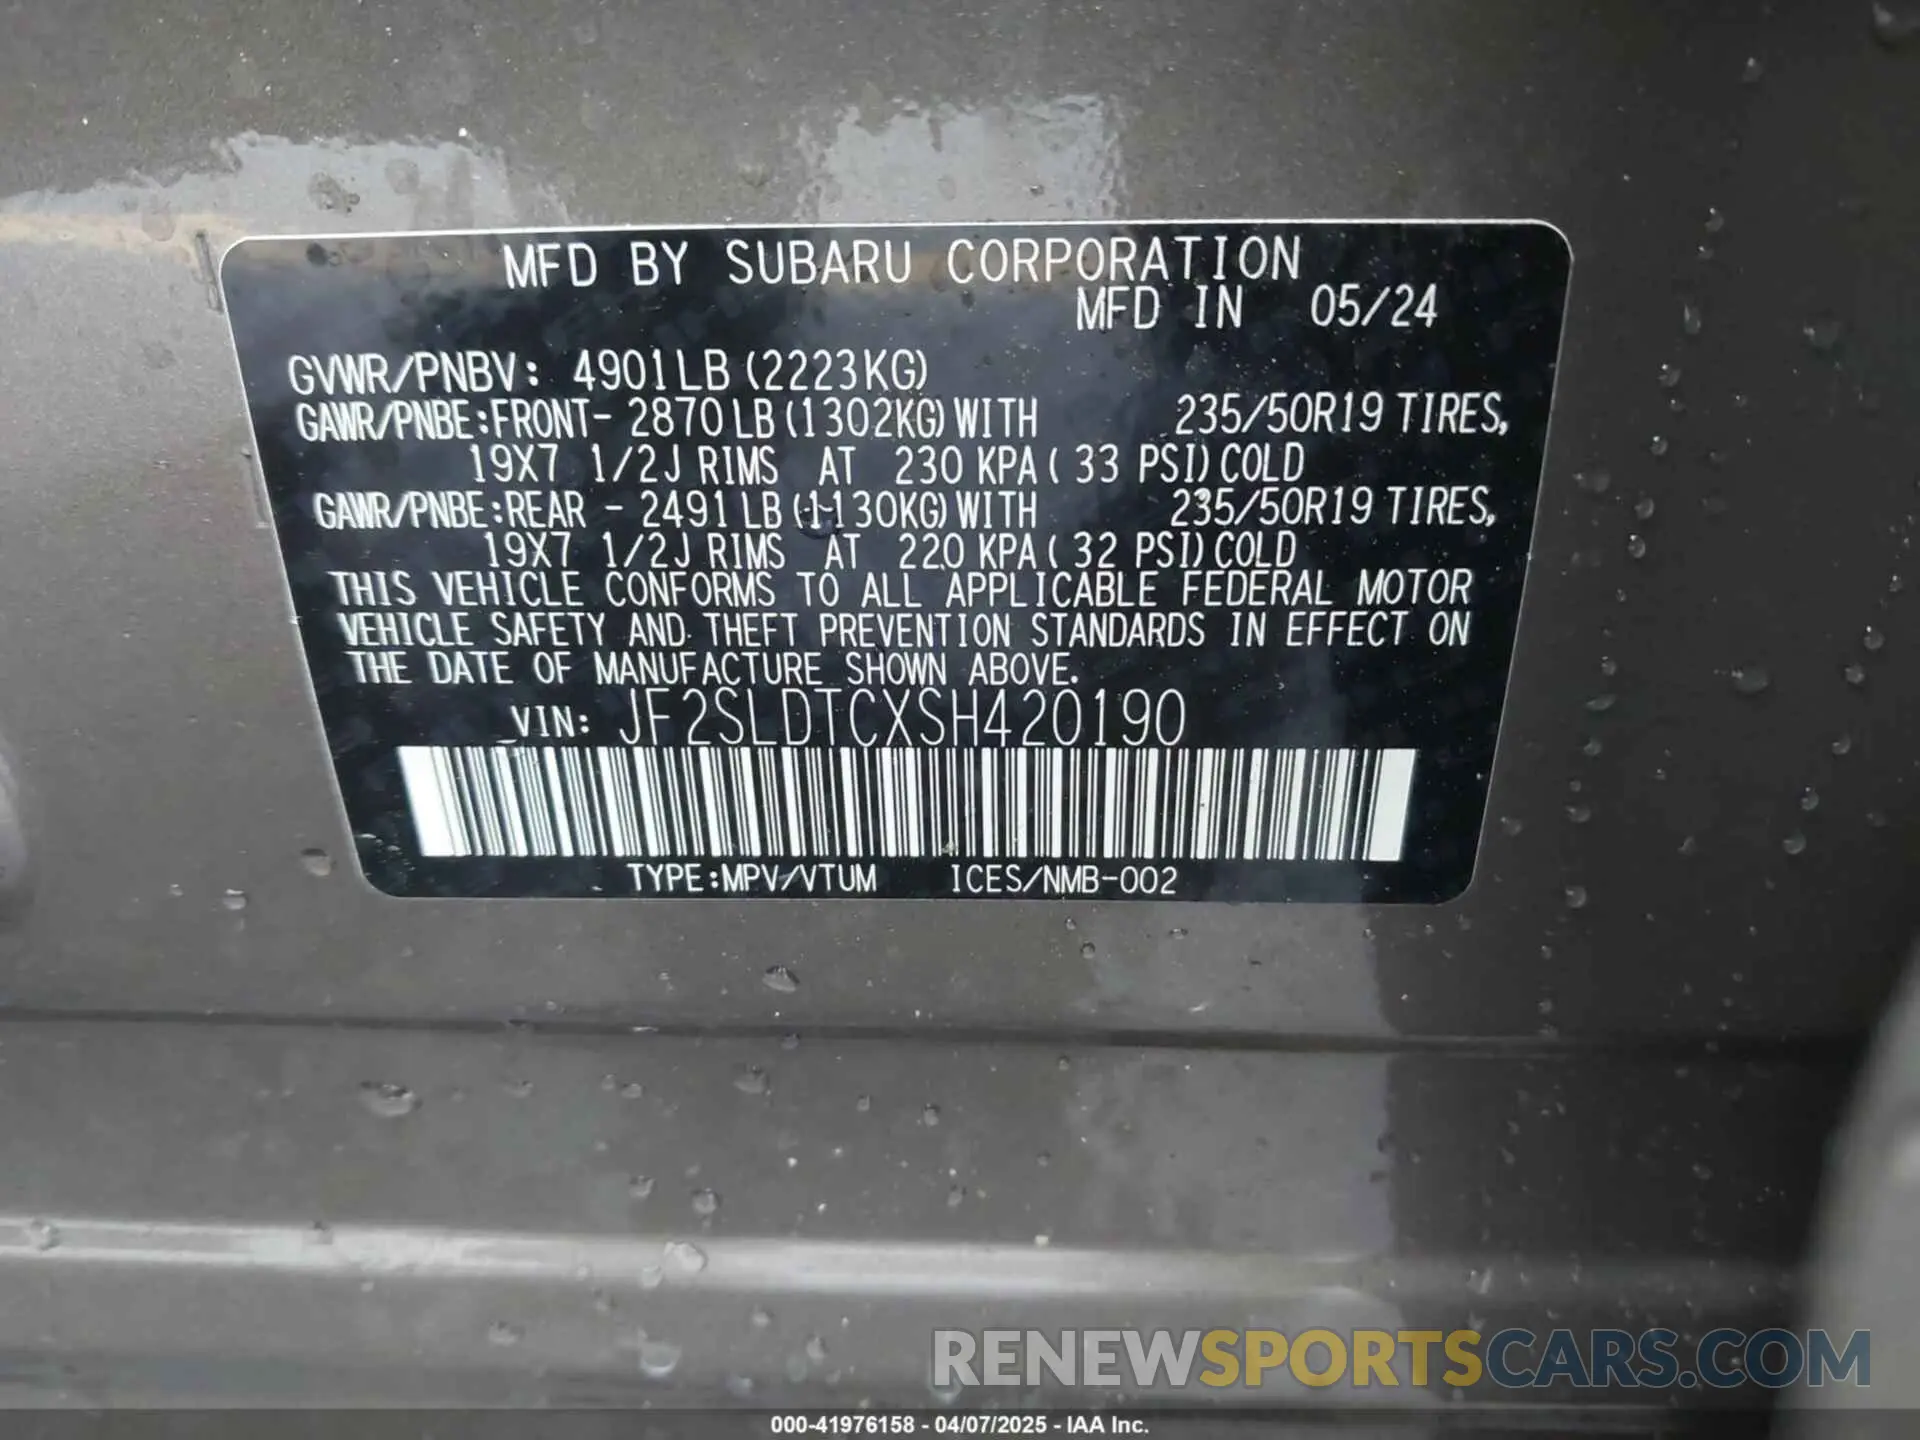 MFD BY SUBARU CORPORATION
MFD IN 05/24
GVWR/PNBV: 4901LB (2223KG)
GAWR/PNBE:FRONT- 2870LB (1302KG) WITH 235/50R19 TIRES,
19X7 1/2J RIMS AT 230 KPA( 33 PSI) COLD
GAWR/PNBE:REAR - 2491LB (1130KG) WITH 235/50R19 TIRES,
19X7 1/2J RIMS AT 220 KPA( 32 PSI) COLD
THIS VEHICLE CONFORMS TO ALL APPLICABLE FEDERAL MOTOR
VEHICLE SAFETY AND THEFT PREVENTION STANDARDS IN EFFECT ON
THE DATE OF MANUFACTURE SHOWN ABOVE.
VIN: JF2SLDTCXSH420190
TYPE:MPV/VTUM ICES/NMB-002
RENEWSPORTSCARS.COM
000-41976158 - 04/07/2025 - IAA Inc.